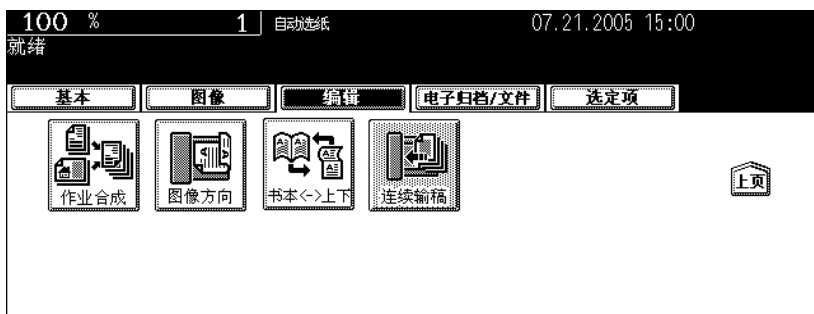 100 % 1 自动选纸 07.21.2005 15:00
就绪
基本 图像 编辑 电子归档/文件 选定项
作业合成 图像方向 书本<->上下 连续输稿
上页